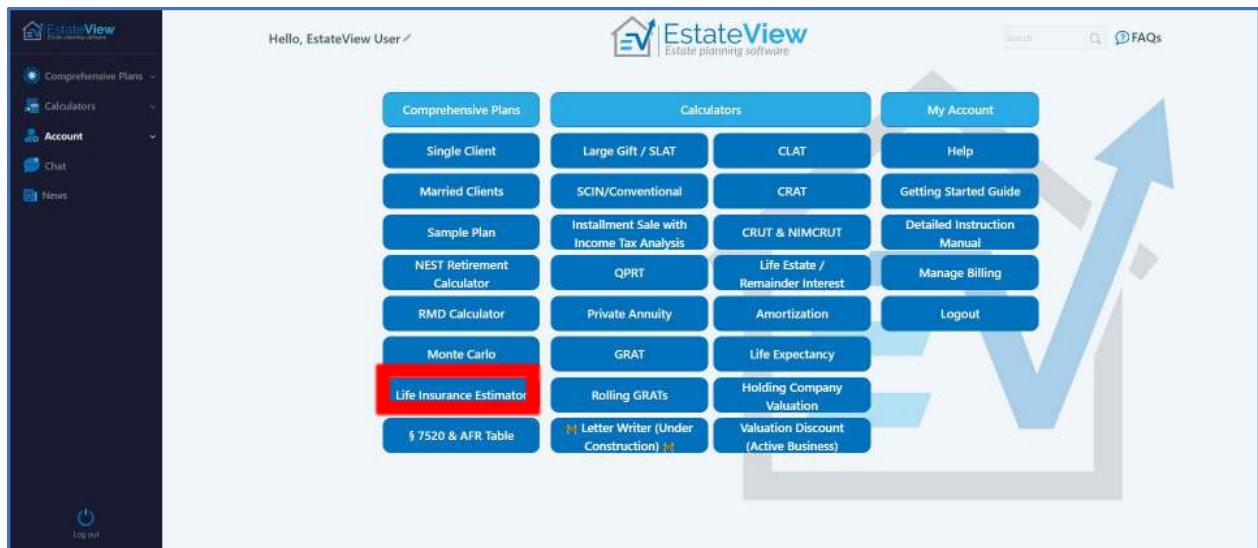 EstateView
Estate planning software
Comprehensive Plans
Calculators
Account
Chat
News
Log out
Hello, EstateView User
EstateView
Estate planning software
Search
FAQs
Comprehensive Plans
Single Client
Married Clients
Sample Plan
NEST Retirement
Calculator
RMD Calculator
Monte Carlo
Life Insurance Estimator
§ 7520 & AFR Table
Calculators
Large Gift / SLAT
SCIN/Conventional
Installment Sale with
Income Tax Analysis
QPRT
Private Annuity
GRAT
Rolling GRATs
Letter Writer (Under
Construction)
CLAT
CRAT
CRUT & NIMCRUT
Life Estate /
Remainder Interest
Amortization
Life Expectancy
Holding Company
Valuation
Valuation Discount
(Active Business)
My Account
Help
Getting Started Guide
Detailed Instruction
Manual
Manage Billing
Logout